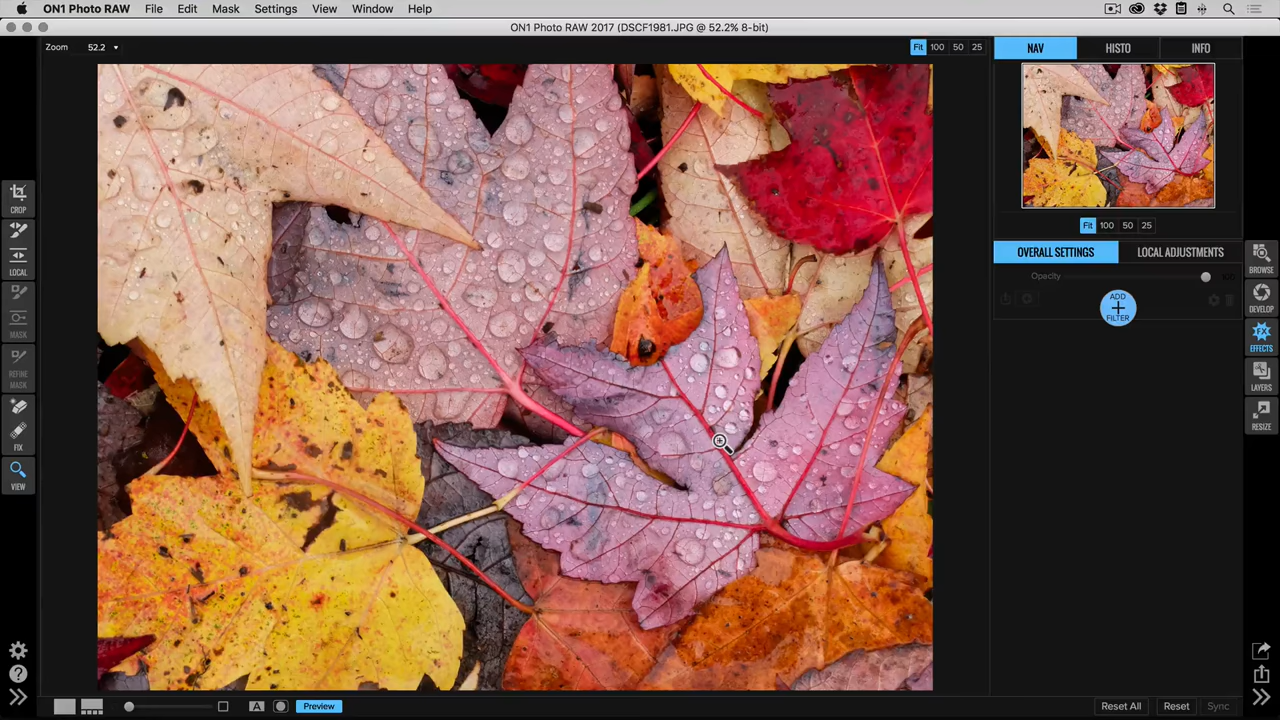 ON1 Photo RAW File Edit Mask Settings View Window Help
ON1 Photo RAW 2017 (DSCF1981.JPG @ 52.2% 8-bit)
Zoom 52.2 Fit 100 50 25
NAV HISTO INFO
Fit 100 50 25
OVERALL SETTINGS LOCAL ADJUSTMENTS
Opacity
ADD
FILTER
CROP
LOCAL
MASK
REFINE
MASK
FIX
VIEW
BROWSE
DEVELOP
FX
EFFECTS
LAYERS
RESIZE
A Preview
Reset All Reset Sync